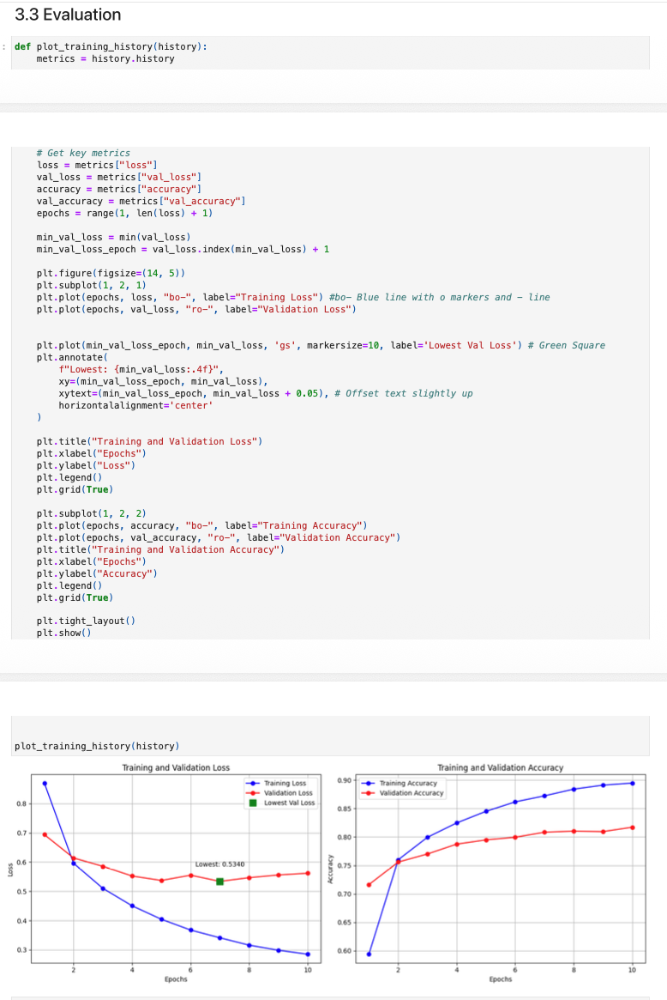 3.3 Evaluation
: def plot_training_history(history):
    metrics = history.history
    # Get key metrics
    loss = metrics["loss"]
    val_loss = metrics["val_loss"]
    accuracy = metrics["accuracy"]
    val_accuracy = metrics["val_accuracy"]
    epochs = range(1, len(loss) + 1)
    min_val_loss = min(val_loss)
    min_val_loss_epoch = val_loss.index(min_val_loss) + 1
    plt.figure(figsize=(14, 5))
    plt.subplot(1, 2, 1)
    plt.plot(epochs, loss, "bo-", label="Training Loss") #bo- Blue line with o markers and - line
    plt.plot(epochs, val_loss, "ro-", label="Validation Loss")
    plt.plot(min_val_loss_epoch, min_val_loss, 'gs', markersize=10, label='Lowest Val Loss') # Green Square
    plt.annotate(
        f"Lowest: {min_val_loss:.4f}",
        xy=(min_val_loss_epoch, min_val_loss),
        xytext=(min_val_loss_epoch, min_val_loss + 0.05), # Offset text slightly up
        horizontalalignment='center'
    )
    plt.title("Training and Validation Loss")
    plt.xlabel("Epochs")
    plt.ylabel("Loss")
    plt.legend()
    plt.grid(True)
    plt.subplot(1, 2, 2)
    plt.plot(epochs, accuracy, "bo-", label="Training Accuracy")
    plt.plot(epochs, val_accuracy, "ro-", label="Validation Accuracy")
    plt.title("Training and Validation Accuracy")
    plt.xlabel("Epochs")
    plt.ylabel("Accuracy")
    plt.legend()
    plt.grid(True)
    plt.tight_layout()
    plt.show()
plot_training_history(history)
Training and Validation Loss
Training Loss
Validation Loss
Lowest Val Loss
0.8
0.7
0.6
0.5
0.4
0.3
Loss
Lowest: 0.5340
2 4 6 8 10
Epochs
Training and Validation Accuracy
Training Accuracy
Validation Accuracy
0.90
0.85
0.80
0.75
0.70
0.65
0.60
Accuracy
2 4 6 8 10
Epochs